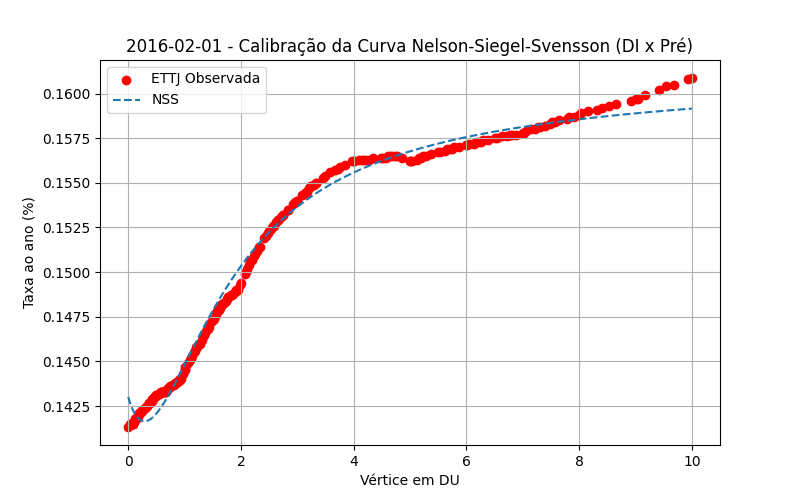 2016-02-01 - Calibração da Curva Nelson-Siegel-Svensson (DI x Pré)
ETTJ Observada
NSS
Taxa ao ano (%)
0.1600
0.1575
0.1550
0.1525
0.1500
0.1475
0.1450
0.1425
0 2 4 6 8 10
Vértice em DU